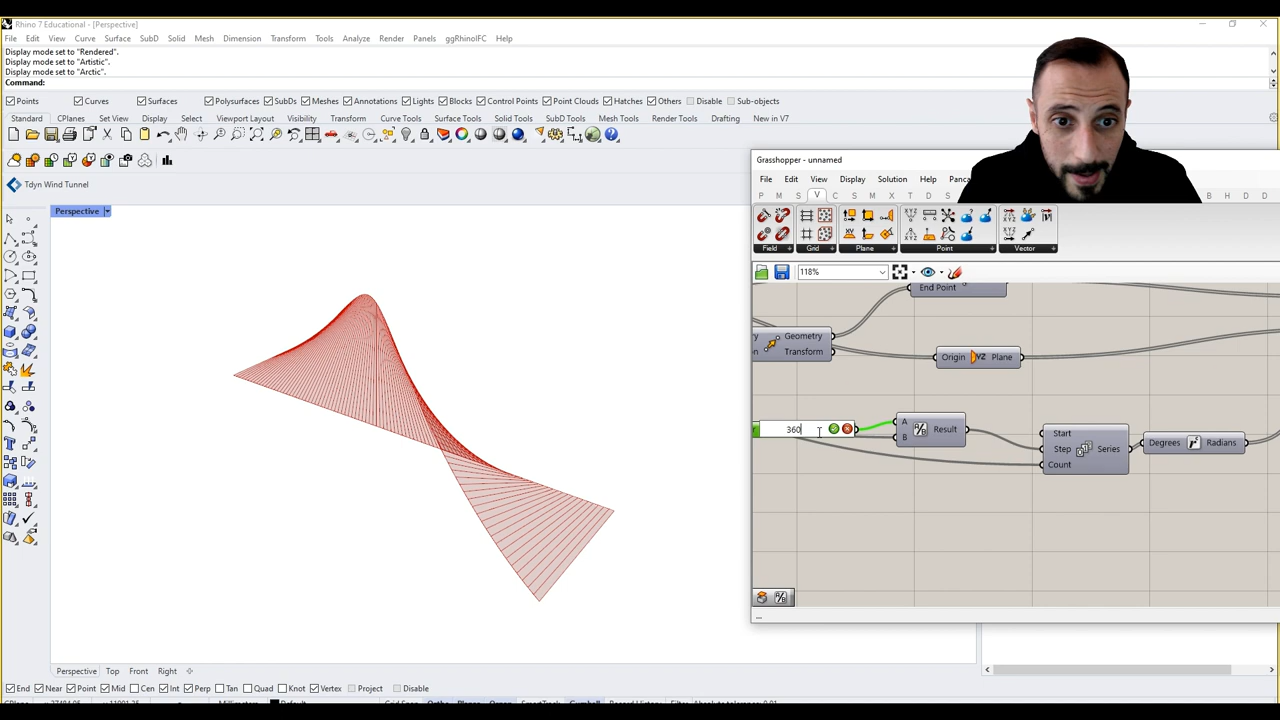 Rhino 7 Educational - [Perspective]
File Edit View Curve Surface SubD Solid Mesh Dimension Transform Tools Analyze Render Panels ggRhinoIFC Help
Display mode set to "Rendered".
Display mode set to "Artistic".
Display mode set to "Arctic".
Command:
Points Curves Surfaces Polysurfaces SubDs Meshes Annotations Lights Blocks Control Points Point Clouds Hatches Others Disable Sub-objects
Standard CPlanes Set View Display Select Viewport Layout Visibility Transform Curve Tools Surface Tools Solid Tools SubD Tools Mesh Tools Render Tools Drafting New in V7
Tdyn Wind Tunnel
Perspective
Grasshopper - unnamed
File Edit View Display Solution Help Panca
P M S V C S M X T D S K B H D D
Field Grid Plane Point Vector
118%
End Point
Geometry
Transform
Origin Plane
360
A
B
Result
Start
Step
Count
Series
Degrees Radians
...
Perspective Top Front Right
End Near Point Mid Cen Int Perp Tan Quad Knot Vertex Project Disable